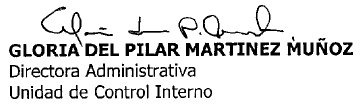 GLORIA DEL PILAR MARTINEZ MUÑOZ
Directora Administrativa
Unidad de Control Interno